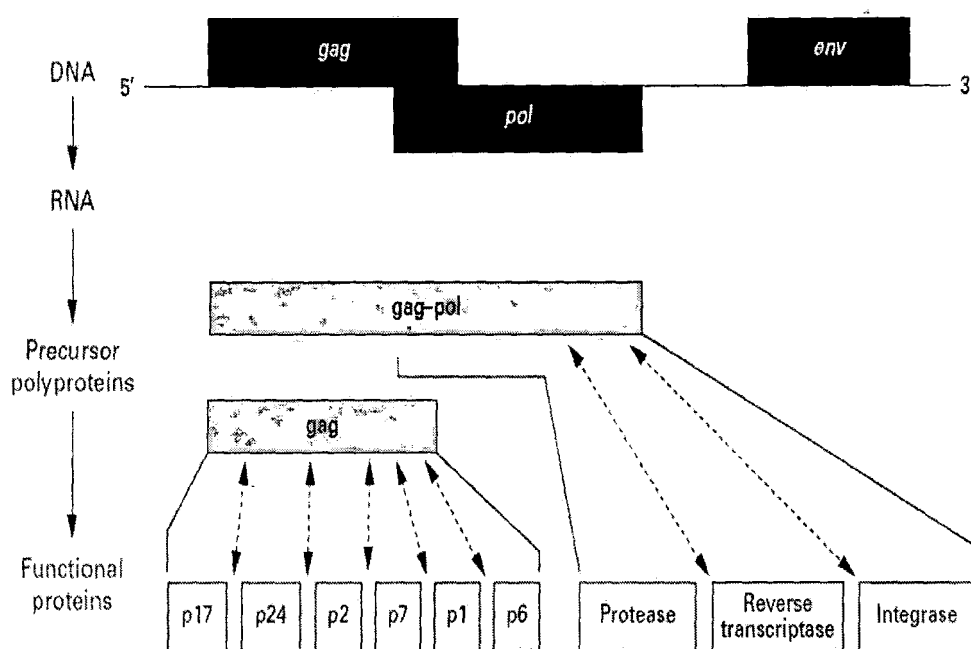 gag
env
DNA
5′
3
pol
RNA
gag–pol
Precursor
polyproteins
gag
Functional
proteins
p17
p24
p2
p7
p1
p6
Protease
Reverse
transcriptase
Integrase